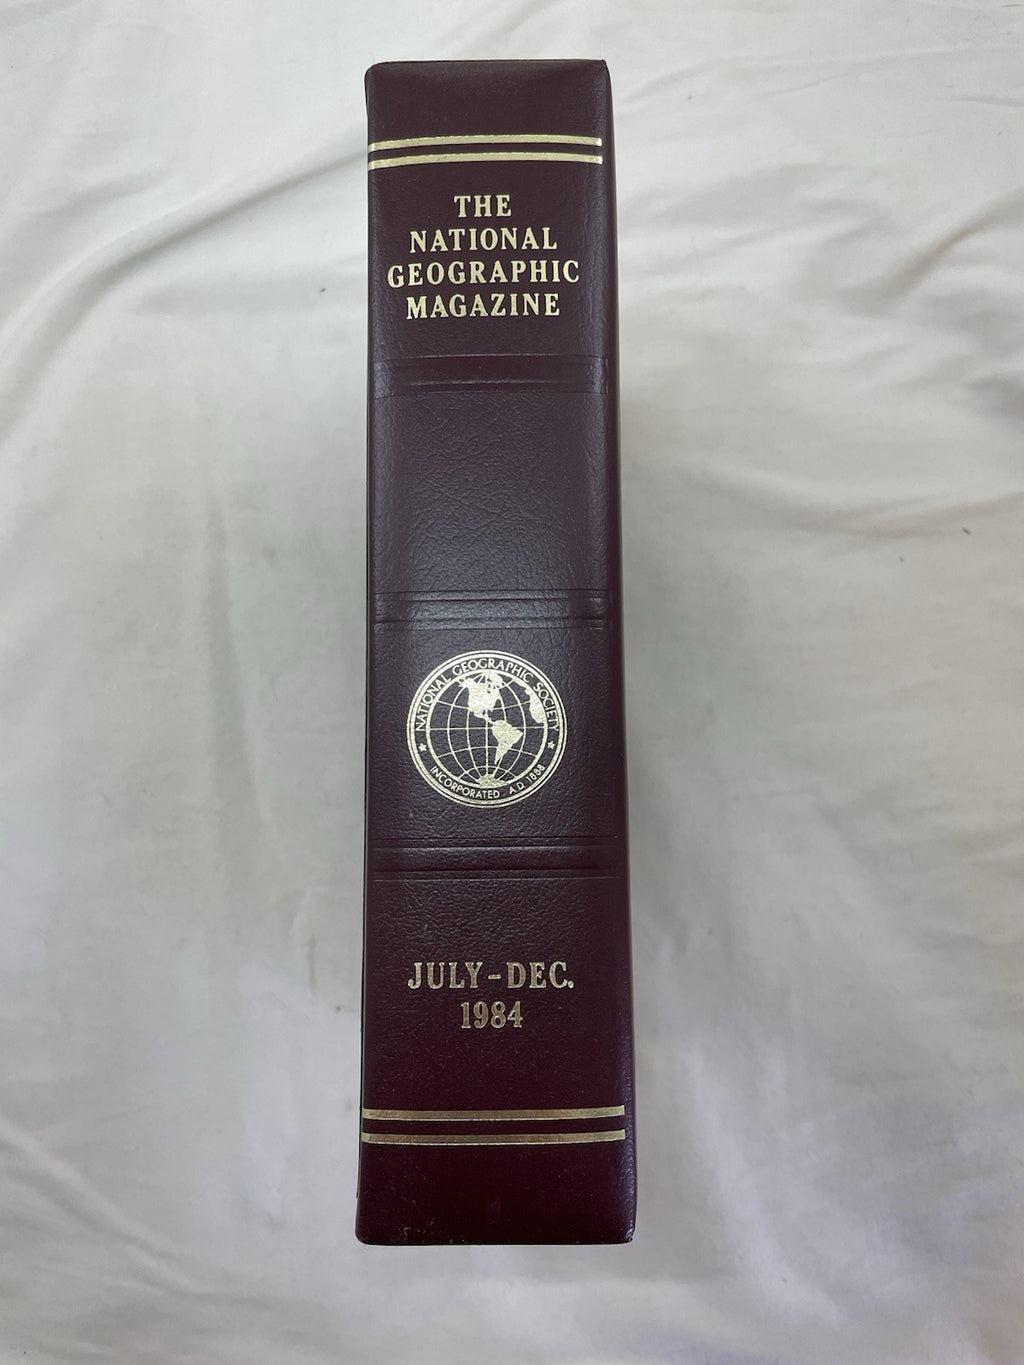 THE
NATIONAL
GEOGRAPHIC
MAGAZINE
NATIONAL GEOGRAPHIC SOCIETY
INCORPORATED A.D. 1888
JULY-DEC.
1984